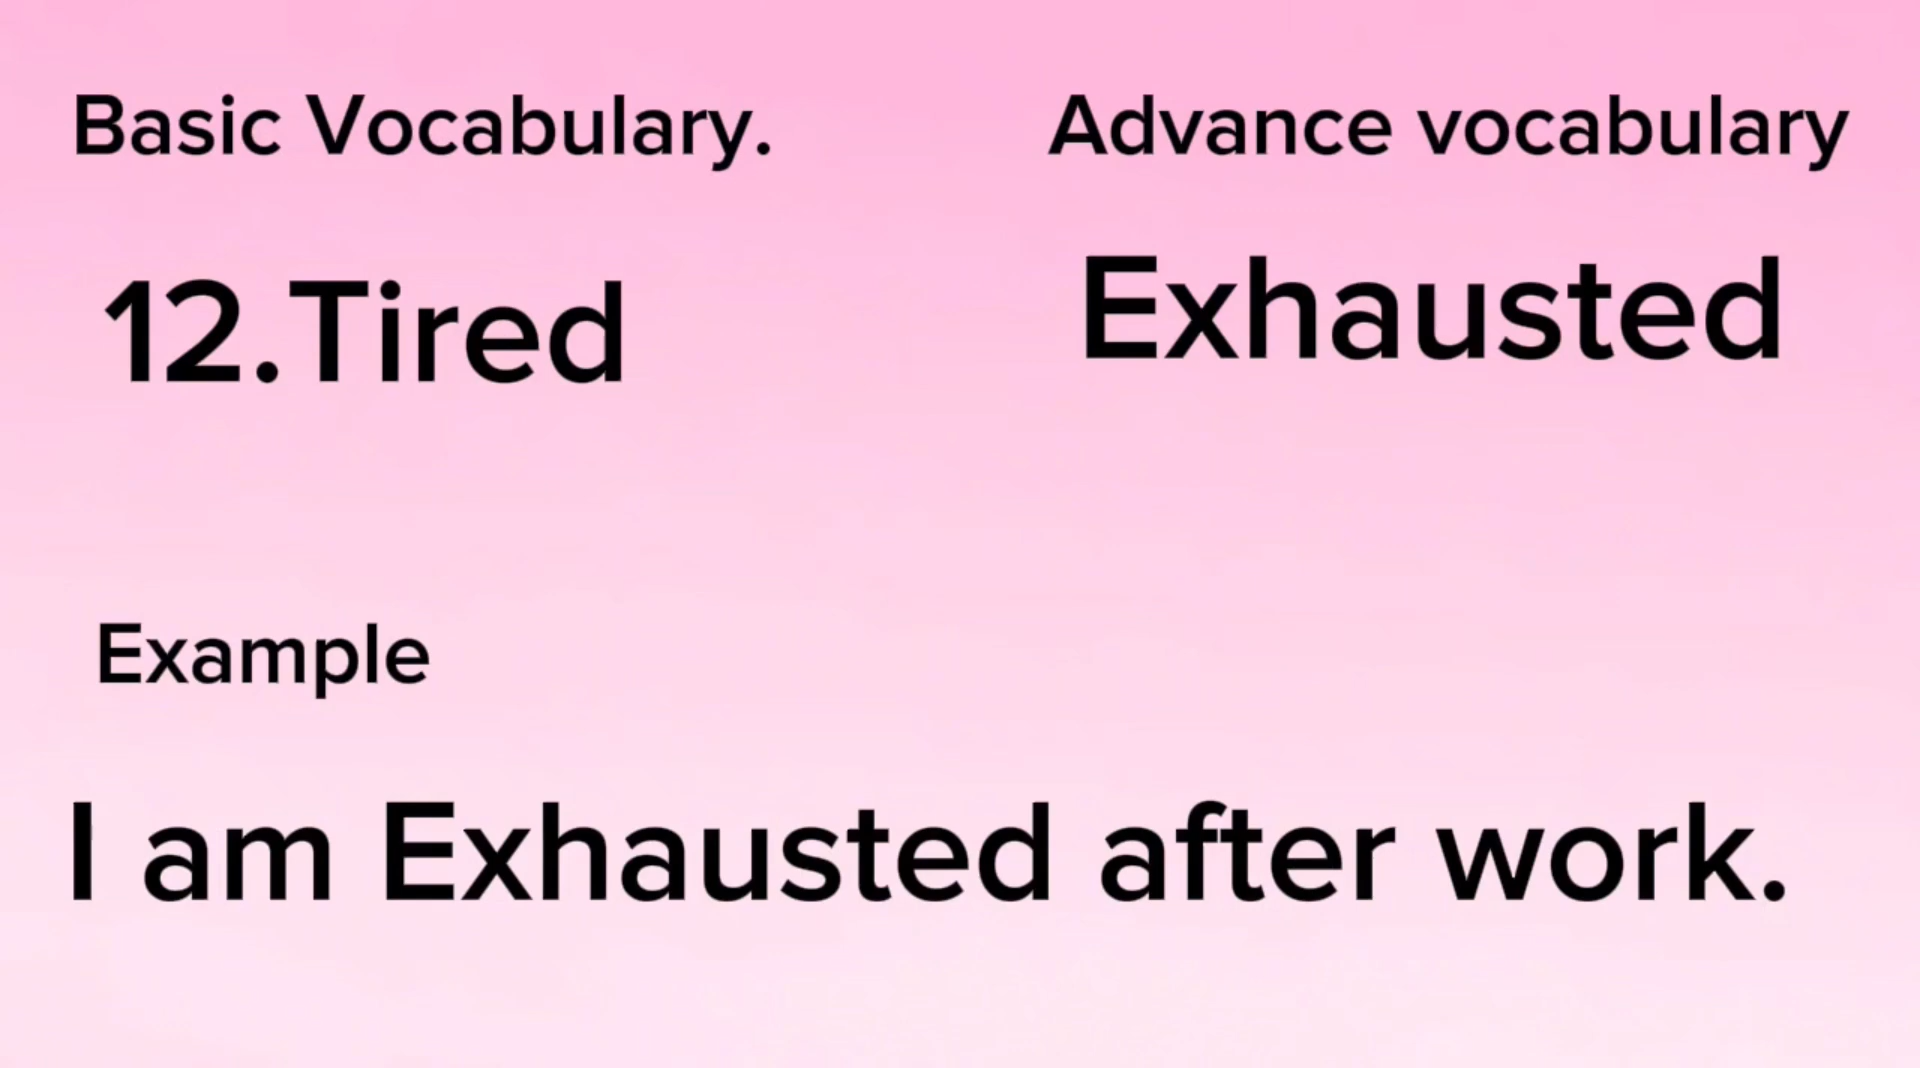 Basic Vocabulary.
Advance vocabulary
12.Tired
Exhausted
Example
I am Exhausted after work.